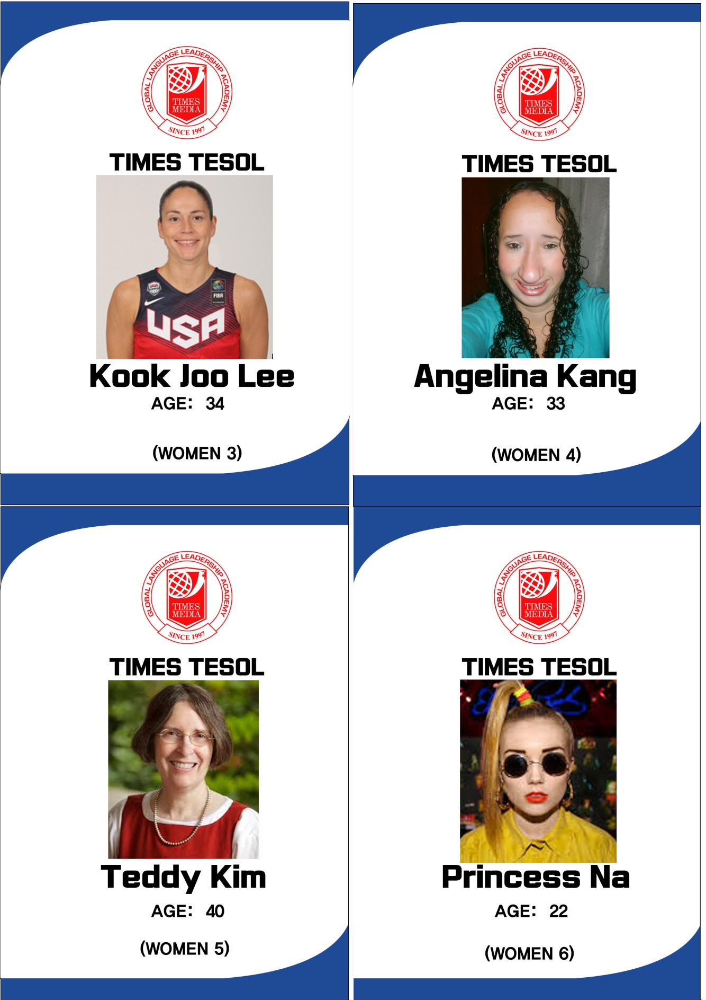 GLOBAL LANGUAGE LEADERSHIP ACADEMY
TIMES
MEDIA
SINCE 1997
TIMES TESOL
USA
FIBA
USA
Kook Joo Lee
AGE: 34
(WOMEN 3)
GLOBAL LANGUAGE LEADERSHIP ACADEMY
TIMES
MEDIA
SINCE 1997
TIMES TESOL
Angelina Kang
AGE: 33
(WOMEN 4)
GLOBAL LANGUAGE LEADERSHIP ACADEMY
TIMES
MEDIA
SINCE 1997
TIMES TESOL
Teddy Kim
AGE: 40
(WOMEN 5)
GLOBAL LANGUAGE LEADERSHIP ACADEMY
TIMES
MEDIA
SINCE 1997
TIMES TESOL
Princess Na
AGE: 22
(WOMEN 6)